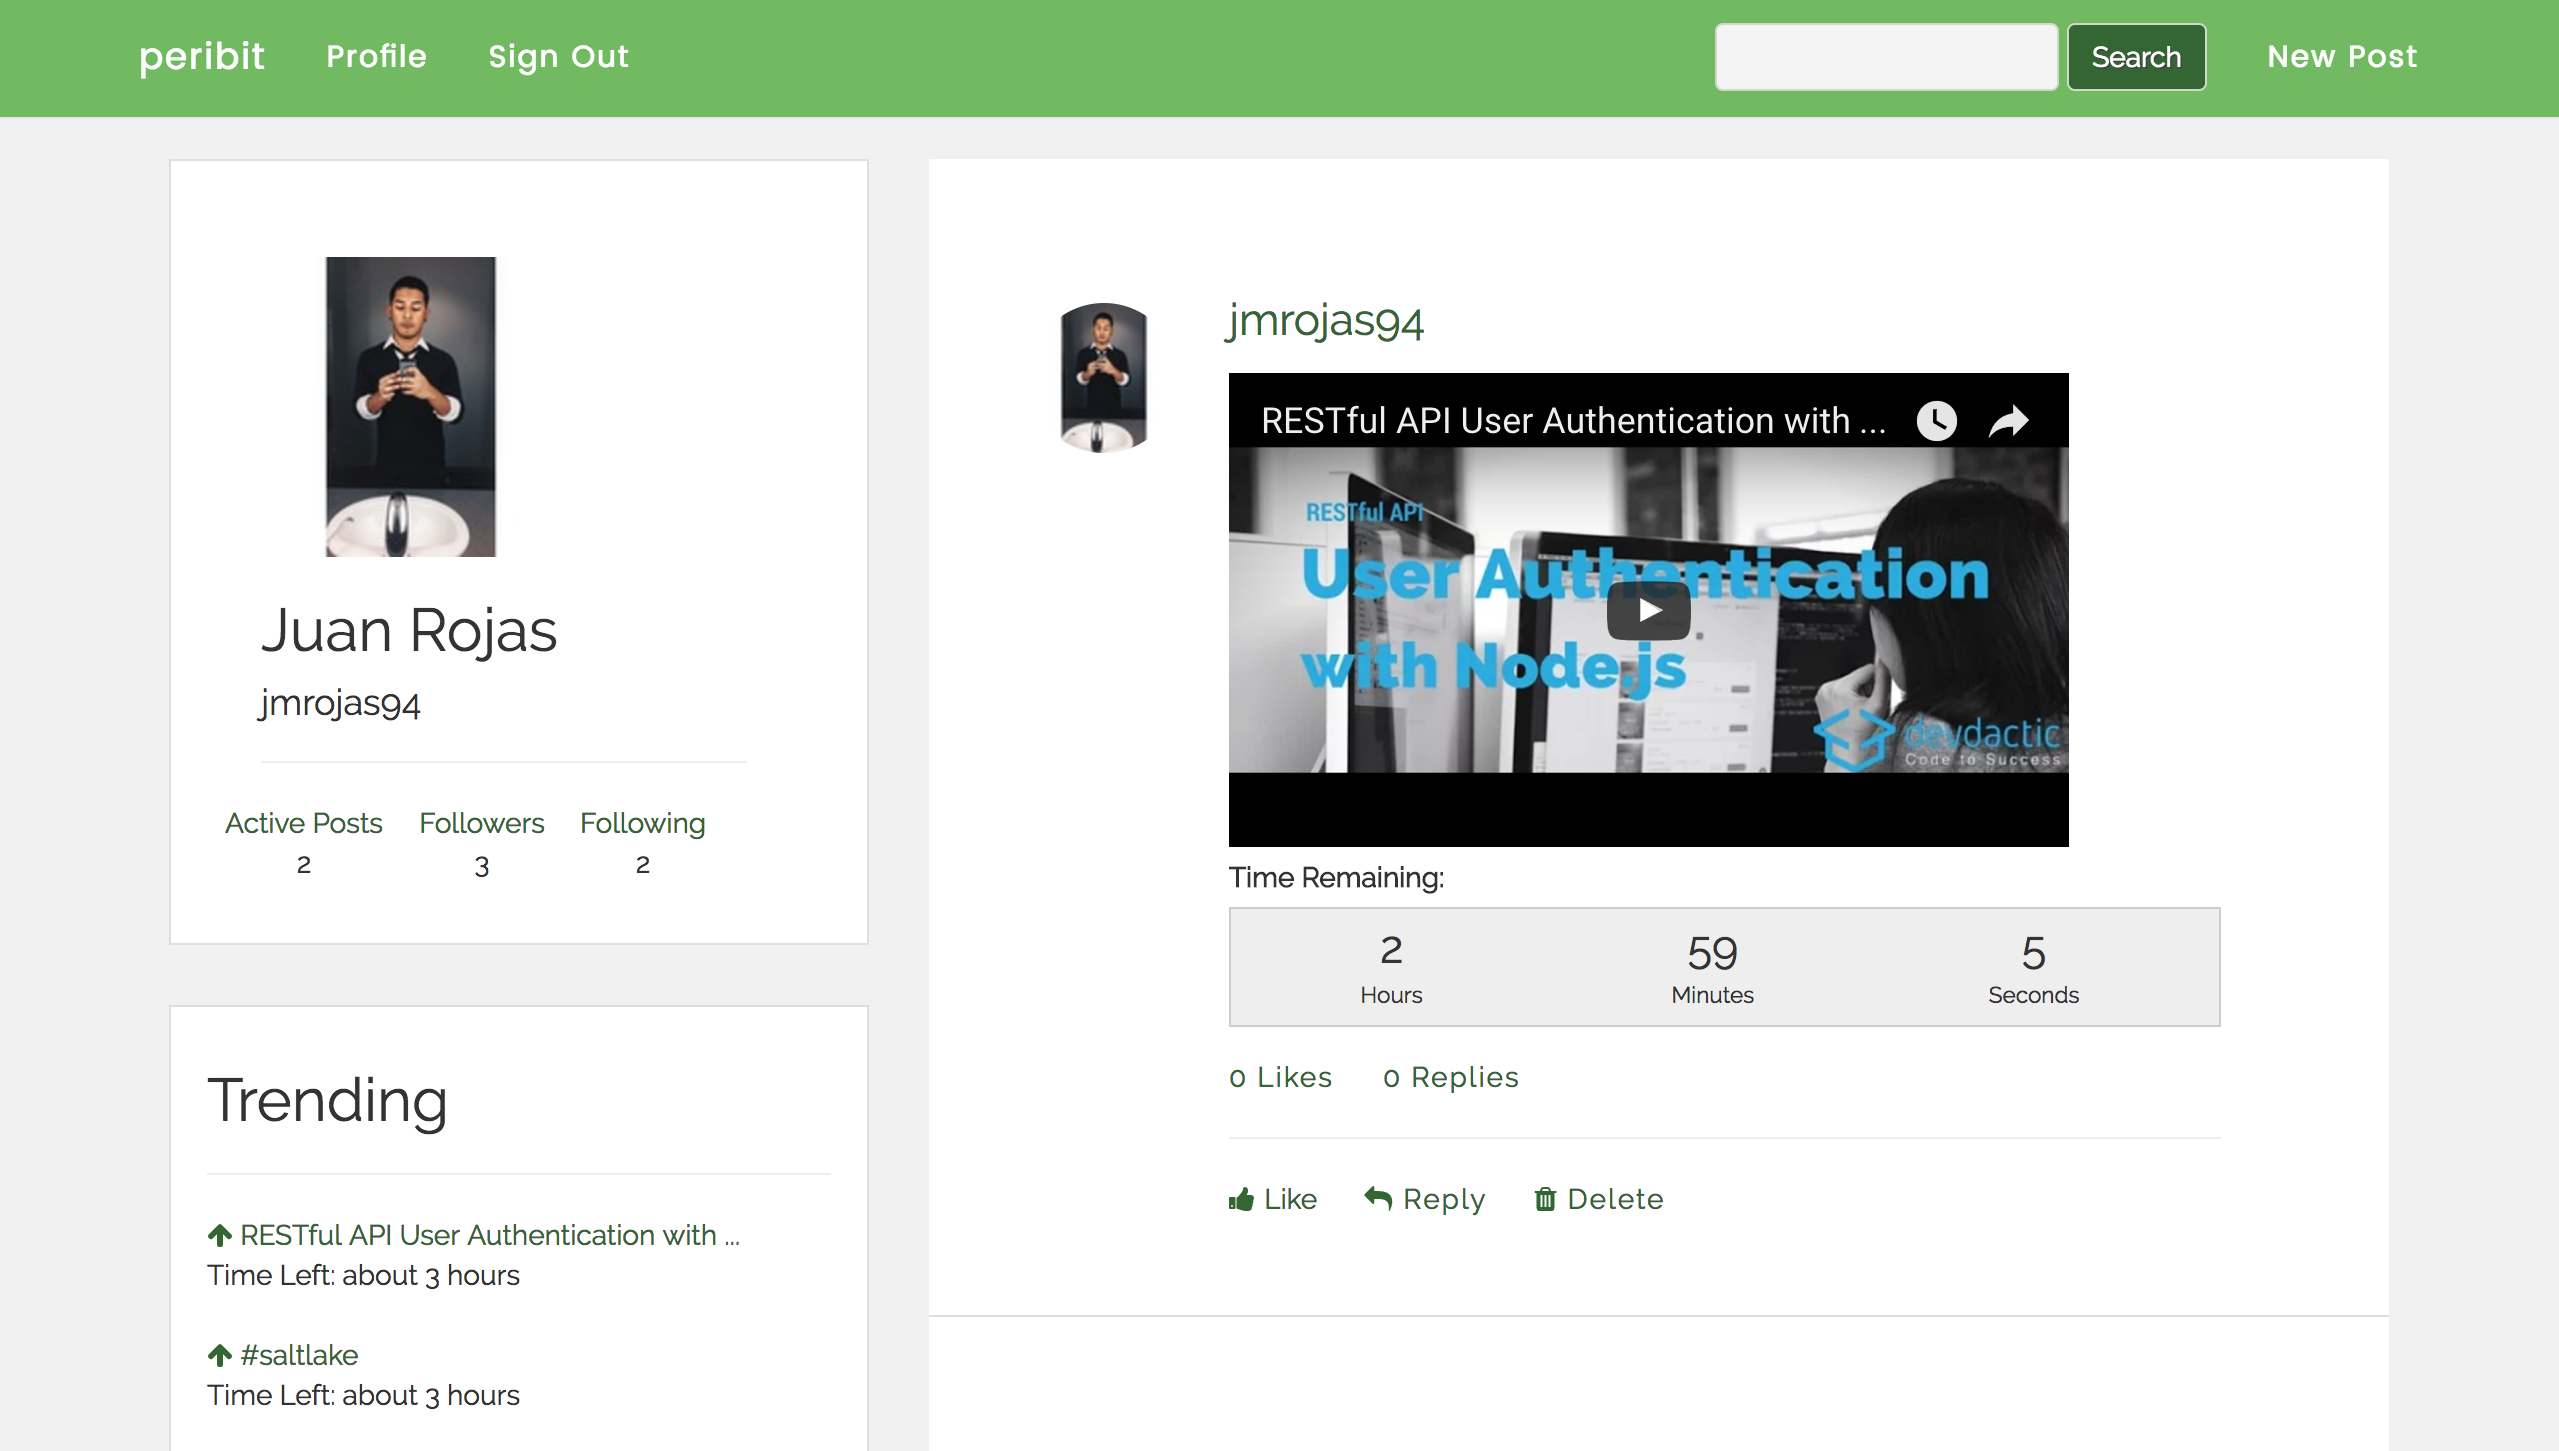 peribit Profile Sign Out Search New Post
Juan Rojas
jmrojas94
Active Posts Followers Following
2 3 2
Trending
RESTful API User Authentication with ...
Time Left: about 3 hours
#saltlake
Time Left: about 3 hours
jmrojas94
RESTful API User Authentication with ...
RESTful API
User Authentication
with Node.js
devdactic
Code to Success
Time Remaining:
2 59 5
Hours Minutes Seconds
0 Likes 0 Replies
Like Reply Delete